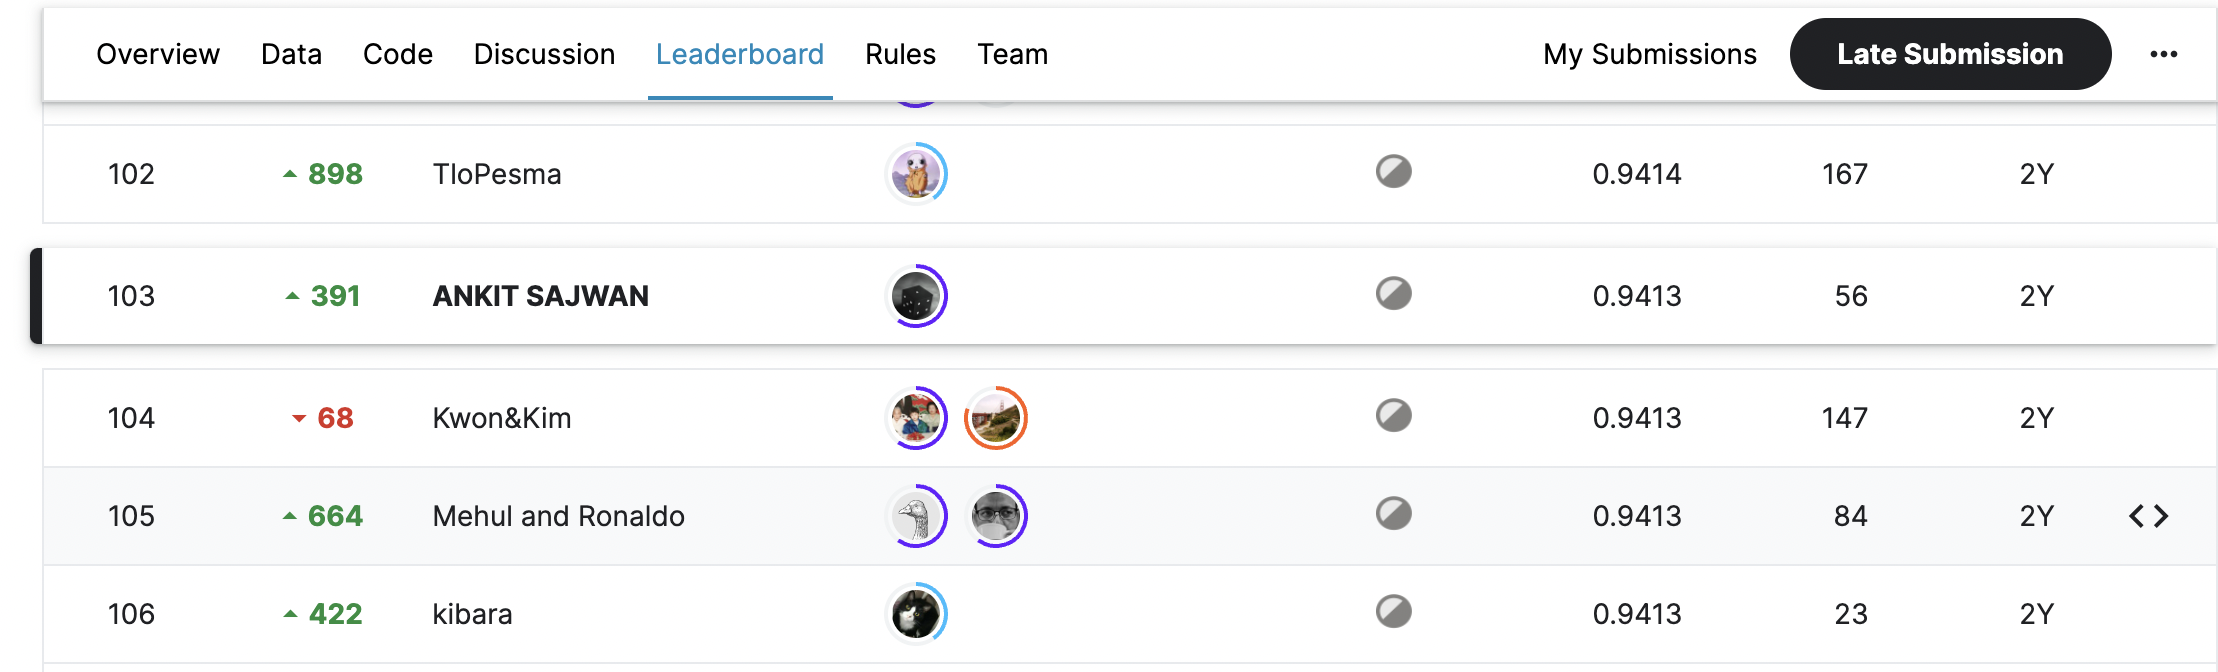 Overview Data Code Discussion Leaderboard Rules Team My Submissions Late Submission
102 898 TloPesma 0.9414 167 2Y
103 391 ANKIT SAJWAN 0.9413 56 2Y
104 68 Kwon&Kim 0.9413 147 2Y
105 664 Mehul and Ronaldo 0.9413 84 2Y
106 422 kibara 0.9413 23 2Y